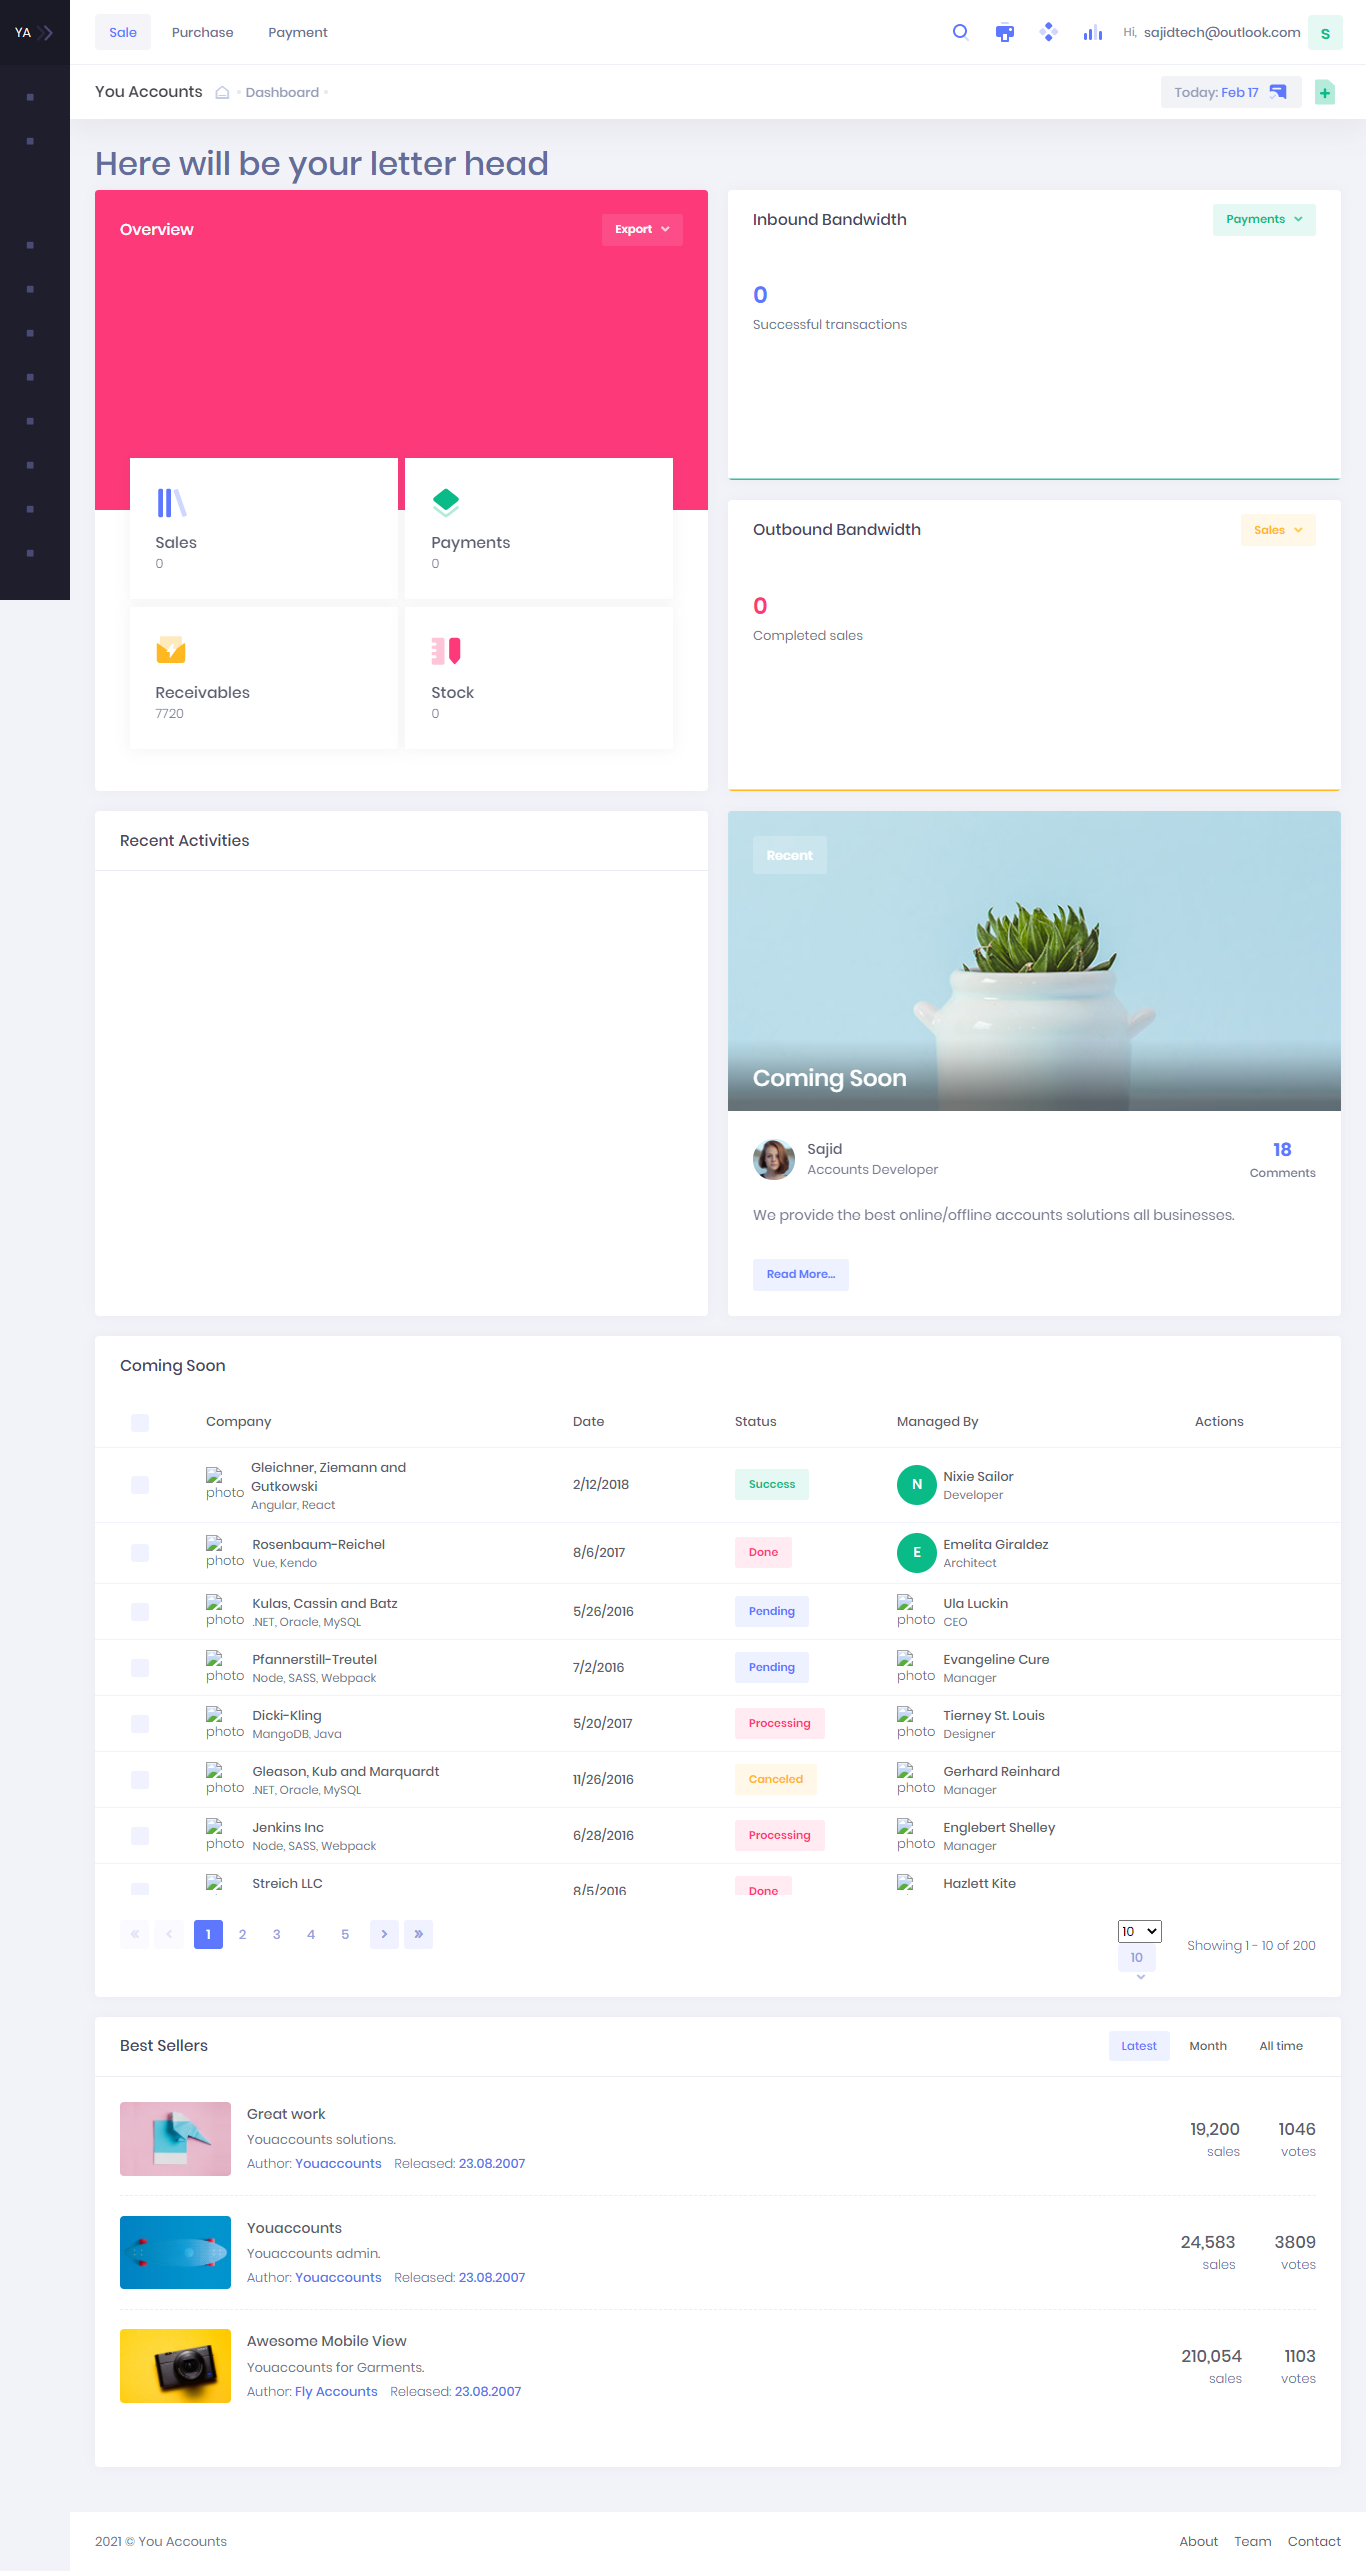 YA
Sale Purchase Payment
Hi, sajidtech@outlook.com S
You Accounts Dashboard
Today: Feb 17
Here will be your letter head
Overview Export
Inbound Bandwidth Payments
0
Successful transactions
Sales
0
Payments
0
Receivables
7720
Stock
0
Outbound Bandwidth Sales
0
Completed sales
Recent Activities
Recent
Coming Soon
Sajid
Accounts Developer
18
Comments
We provide the best online/offline accounts solutions all businesses.
Read More...
Coming Soon
Company Date Status Managed By Actions
photo Gleichner, Ziemann and
Gutkowski
Angular, React
2/12/2018 Success N Nixie Sailor
Developer
photo Rosenbaum-Reichel
Vue, Kendo
8/6/2017 Done E Emelita Giraldez
Architect
photo Kulas, Cassin and Batz
.NET, Oracle, MySQL
5/26/2016 Pending photo Ula Luckin
CEO
photo Pfannerstill-Treutel
Node, SASS, Webpack
7/2/2016 Pending photo Evangeline Cure
Manager
photo Dicki-Kling
MangoDB, Java
5/20/2017 Processing photo Tierney St. Louis
Designer
photo Gleason, Kub and Marquardt
.NET, Oracle, MySQL
11/26/2016 Canceled photo Gerhard Reinhard
Manager
photo Jenkins Inc
Node, SASS, Webpack
6/28/2016 Processing photo Englebert Shelley
Manager
Streich LLC
8/5/2016 Done Hazlett Kite
« ‹ 1 2 3 4 5 › »
10
10
Showing 1 - 10 of 200
Best Sellers Latest Month All time
Great work
Youaccounts solutions.
Author: Youaccounts Released: 23.08.2007
19,200 1046
sales votes
Youaccounts
Youaccounts admin.
Author: Youaccounts Released: 23.08.2007
24,583 3809
sales votes
Awesome Mobile View
Youaccounts for Garments.
Author: Fly Accounts Released: 23.08.2007
210,054 1103
sales votes
2021 © You Accounts About Team Contact